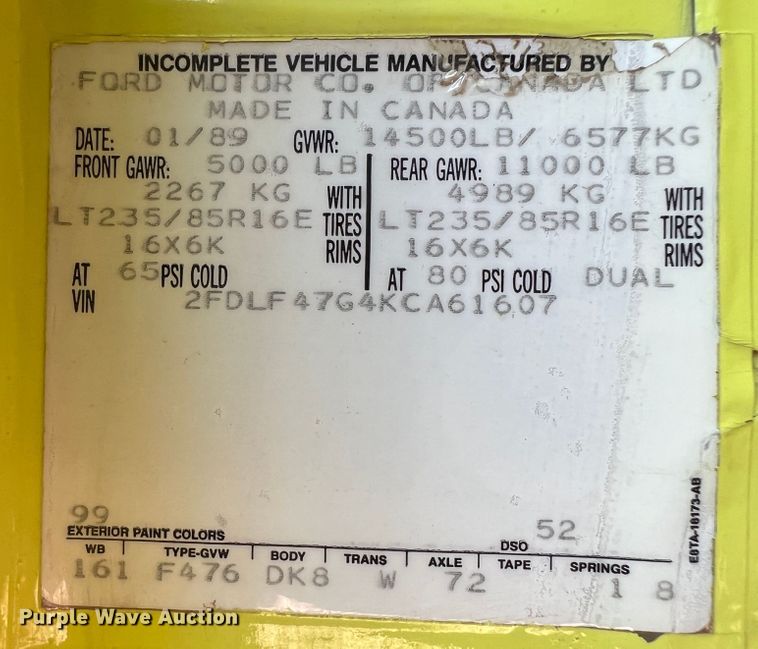 INCOMPLETE VEHICLE MANUFACTURED BY
FORD MOTOR CO. OF CANADA LTD
MADE IN CANADA
DATE: 01/89 GVWR: 14500LB/ 6577KG
FRONT GAWR: 5000 LB REAR GAWR: 11000 LB
2267 KG WITH 4989 KG WITH
LT235/85R16E TIRES LT235/85R16E TIRES
16X6K RIMS 16X6K RIMS
AT 65 PSI COLD AT 80 PSI COLD DUAL
VIN 2FDLF47G4KCA61607
99
EXTERIOR PAINT COLORS DSO 52
WB TYPE-GVW BODY TRANS AXLE TAPE SPRINGS
161 F476 DK8 W 72 1 8
E8TA-18173-AB
Purple Wave Auction